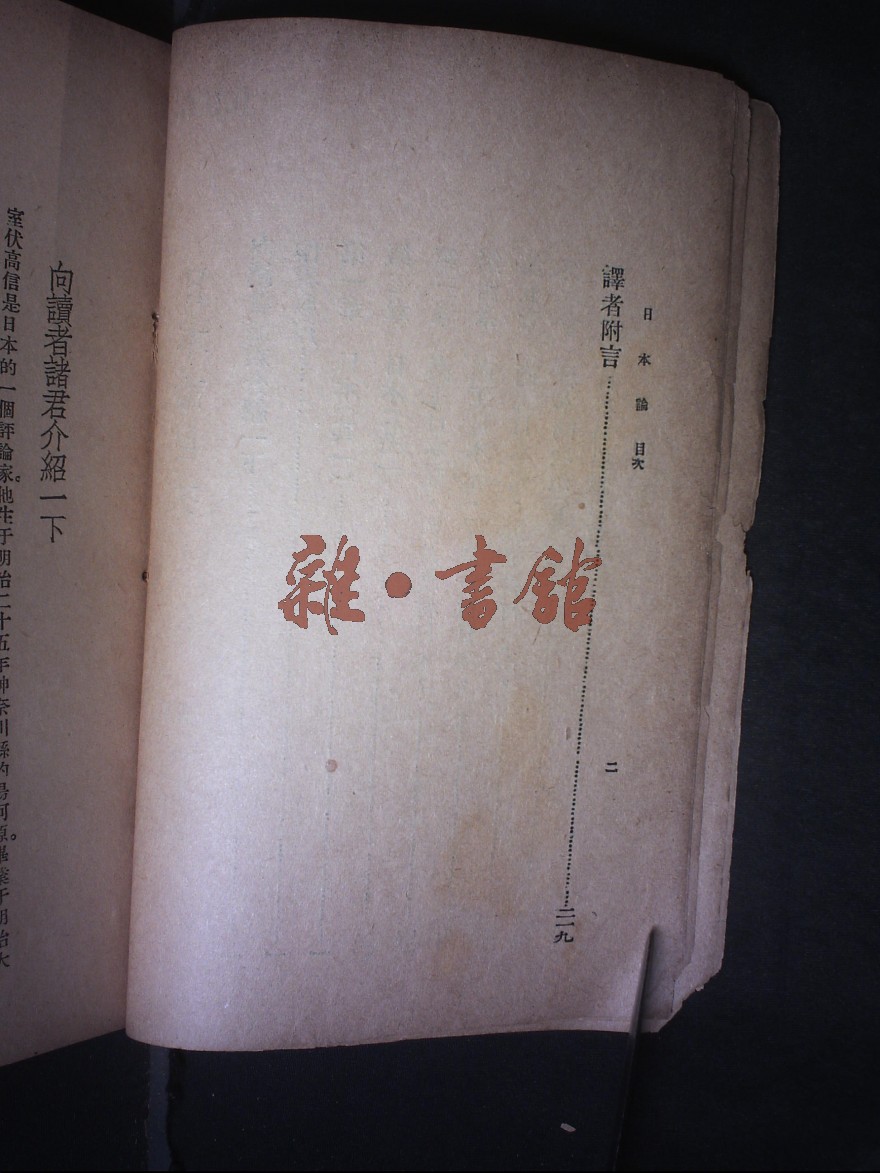 日本論 目次
二
譯者附言……二一九
雜•書館
向讀者諸君介紹一下
室伏高信是日本的一個評論家。他生于明治二十五年神奈川縣的湯河原。畢業于明治大